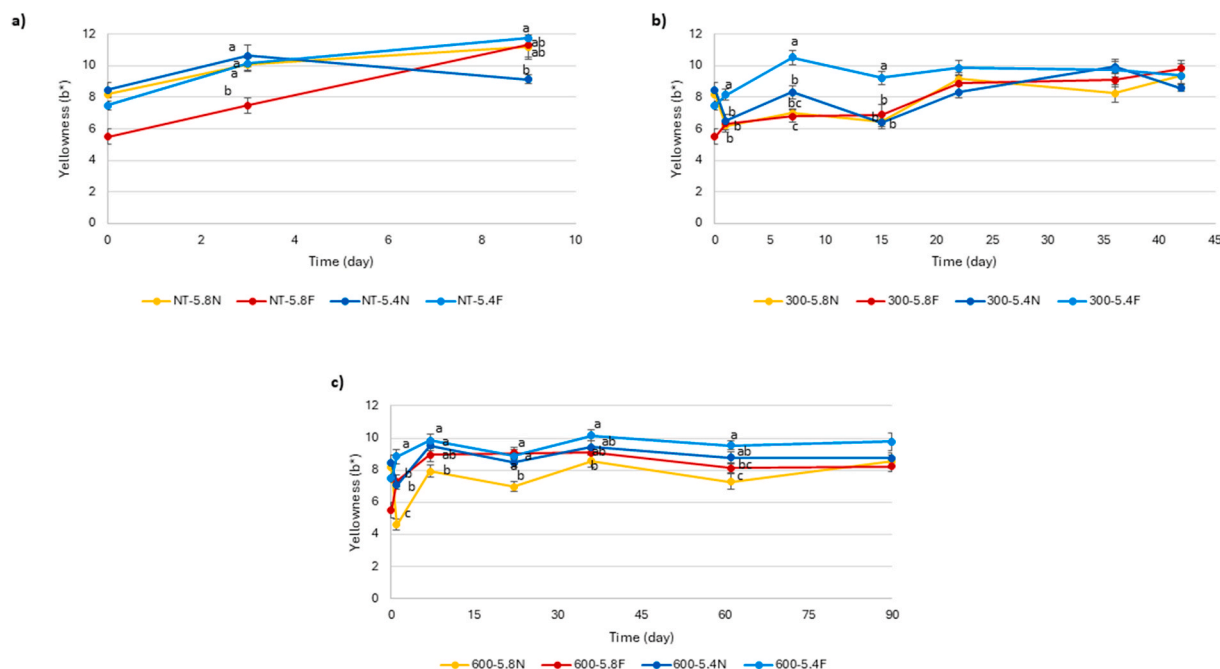 a)
Yellowness (b*)
12
10
8
6
4
2
0
0 2 4 6 8 10
Time (day)
a
a
a
b
a
ab
ab
b
NT-5.8N NT-5.8F NT-5.4N NT-5.4F
b)
Yellowness (b*)
12
10
8
6
4
2
0
0 5 10 15 20 25 30 35 40 45
Time (day)
a
b
b
b
a
b
bc
c
a
b
b
b
300-5.8N 300-5.8F 300-5.4N 300-5.4F
c)
Yellowness (b*)
12
10
8
6
4
2
0
0 15 30 45 60 75 90
Time (day)
c
a
b
b
c
a
a
ab
b
a
a
a
b
a
ab
ab
b
a
ab
bc
c
600-5.8N 600-5.8F 600-5.4N 600-5.4F